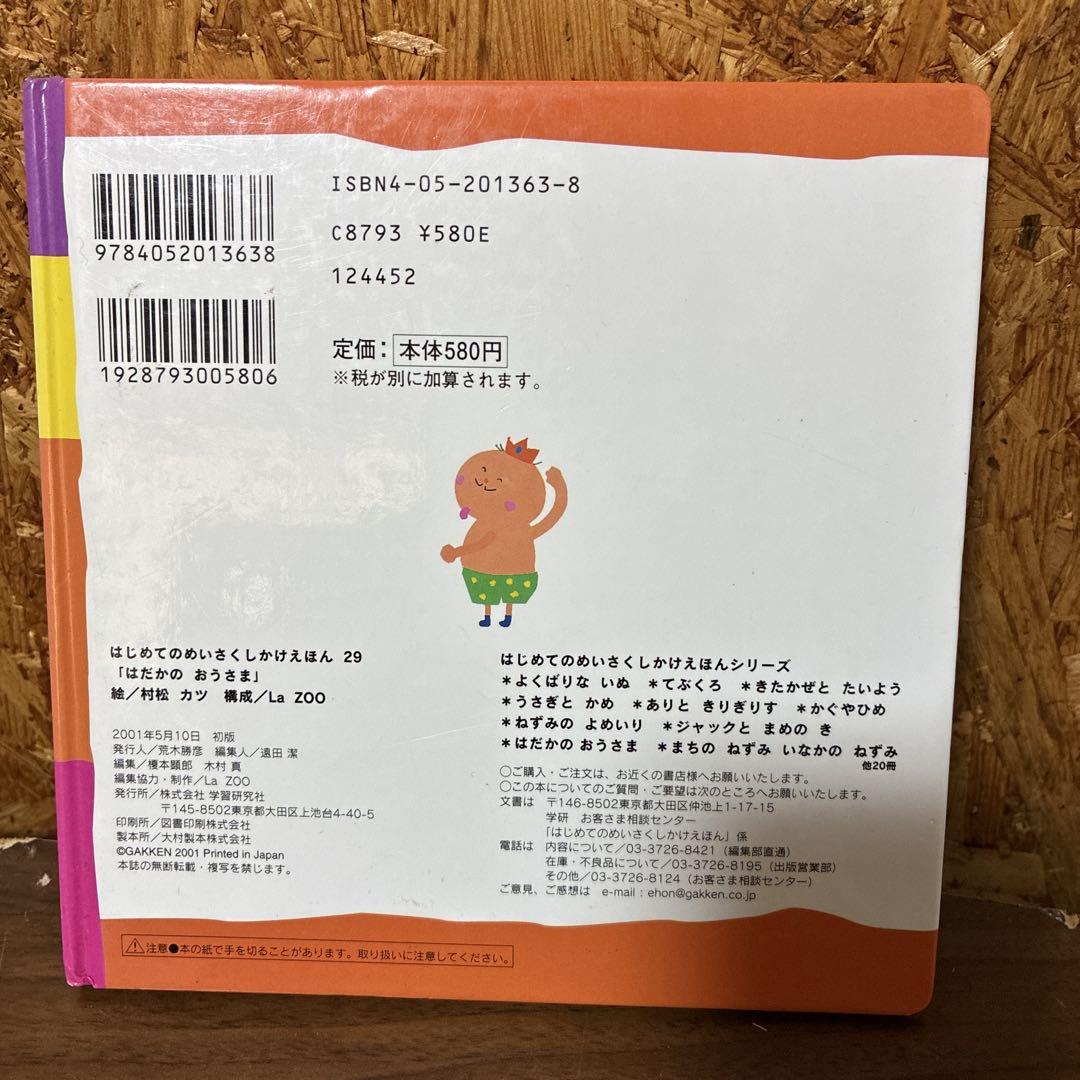 ISBN4-05-201363-8
9784052013638
C8793 ¥580E
124452
1928793005806
定価：本体580円
※税が別に加算されます。
はじめてのめいさくしかけえほん 29
「はだかの おうさま」
絵／村松 カツ 構成／La ZOO
2001年5月10日 初版
発行人／荒木勝彦 編集人／遠田 潔
編集／榎本顕郎 木村 真
編集協力・制作／La ZOO
発行所／株式会社 学習研究社
〒145-8502東京都大田区上池台4-40-5
印刷所／図書印刷株式会社
製本所／大村製本株式会社
©GAKKEN 2001 Printed in Japan
本誌の無断転載・複写を禁じます。
はじめてのめいさくしかけえほんシリーズ
＊よくばりな いぬ ＊てぶくろ ＊きたかぜと たいよう
＊うさぎと かめ ＊ありと きりぎりす ＊かぐやひめ
＊ねずみの よめいり ＊ジャックと まめの き
＊はだかの おうさま ＊まちの ねずみ いなかの ねずみ
他20冊
○ご購入・ご注文は、お近くの書店様へお願いいたします。
○この本についてのご質問・ご要望は次のところへお願いいたします。
文書は 〒146-8502東京都大田区仲池上1-17-15
学研 お客さま相談センター
「はじめてのめいさくしかけえほん」係
電話は 内容について／03-3726-8421（編集部直通）
在庫・不良品について／03-3726-8195（出版営業部）
その他／03-3726-8124（お客さま相談センター）
ご意見、ご感想は e-mail : ehon@gakken.co.jp
⚠注意●本の紙で手を切ることがあります。取り扱いに注意してください。